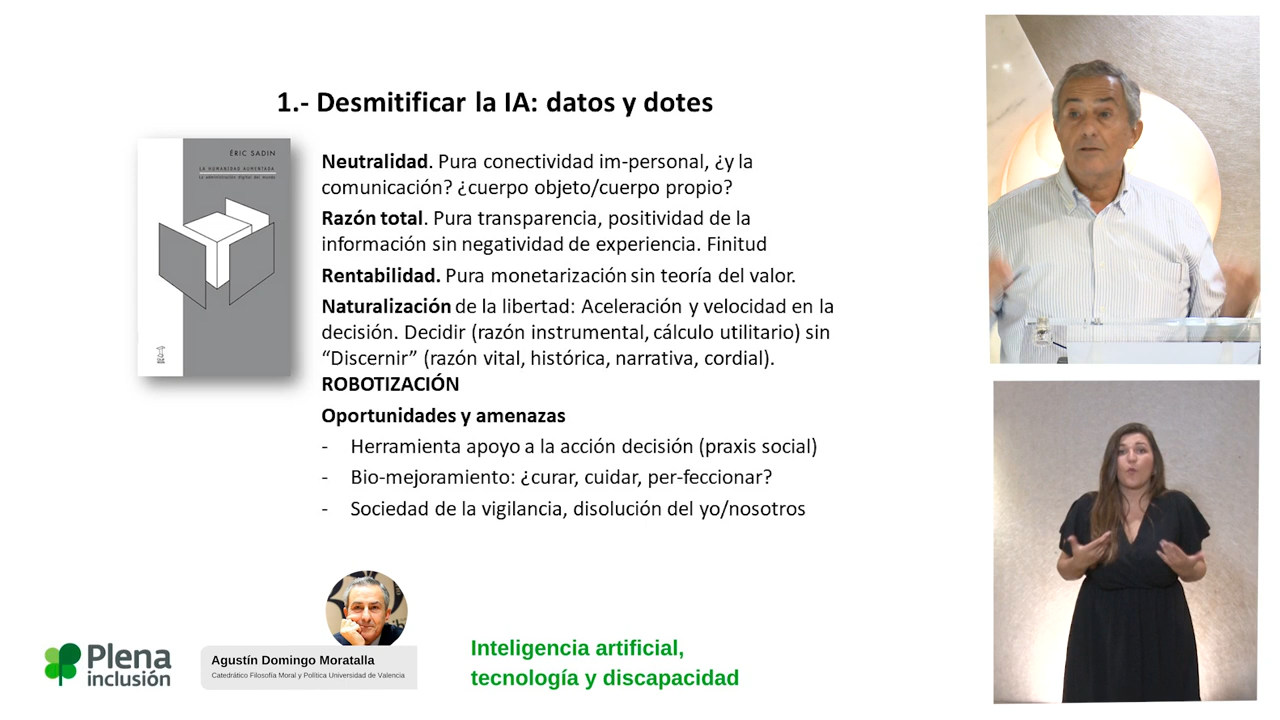 1.- Desmitificar la IA: datos y dotes
ÉRIC SADIN
LA HUMANIDAD AUMENTADA
La administración digital del mundo
Neutralidad. Pura conectividad im-personal, ¿y la
comunicación? ¿cuerpo objeto/cuerpo propio?
Razón total. Pura transparencia, positividad de la
información sin negatividad de experiencia. Finitud
Rentabilidad. Pura monetarización sin teoría del valor.
Naturalización de la libertad: Aceleración y velocidad en la
decisión. Decidir (razón instrumental, cálculo utilitario) sin
“Discernir” (razón vital, histórica, narrativa, cordial).
ROBOTIZACIÓN
Oportunidades y amenazas
- Herramienta apoyo a la acción decisión (praxis social)
- Bio-mejoramiento: ¿curar, cuidar, per-feccionar?
- Sociedad de la vigilancia, disolución del yo/nosotros
Plena
inclusión
Agustín Domingo Moratalla
Catedrático Filosofía Moral y Política Universidad de Valencia
Inteligencia artificial,
tecnología y discapacidad